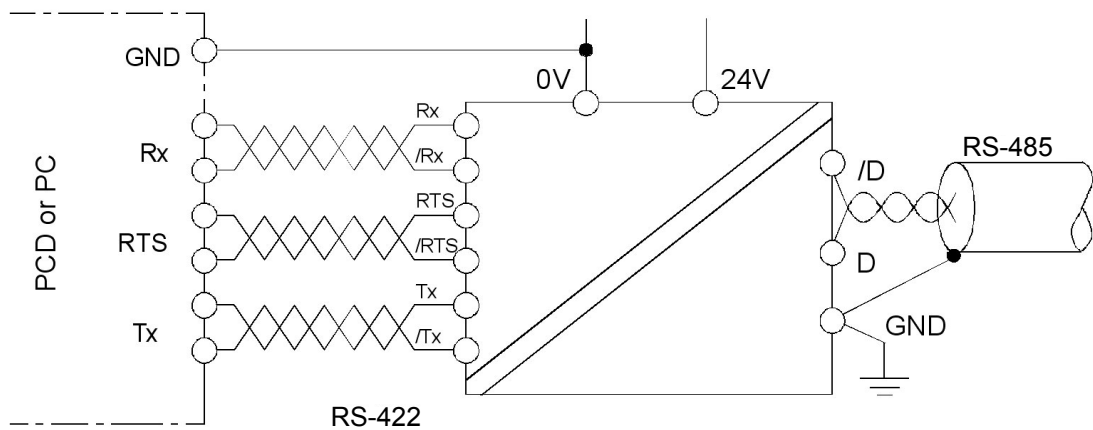 GND
0V
24V
Rx
Rx
/Rx
RS-485
/D
PCD or PC
RTS
RTS
/RTS
D
Tx
Tx
/Tx
GND
RS-422